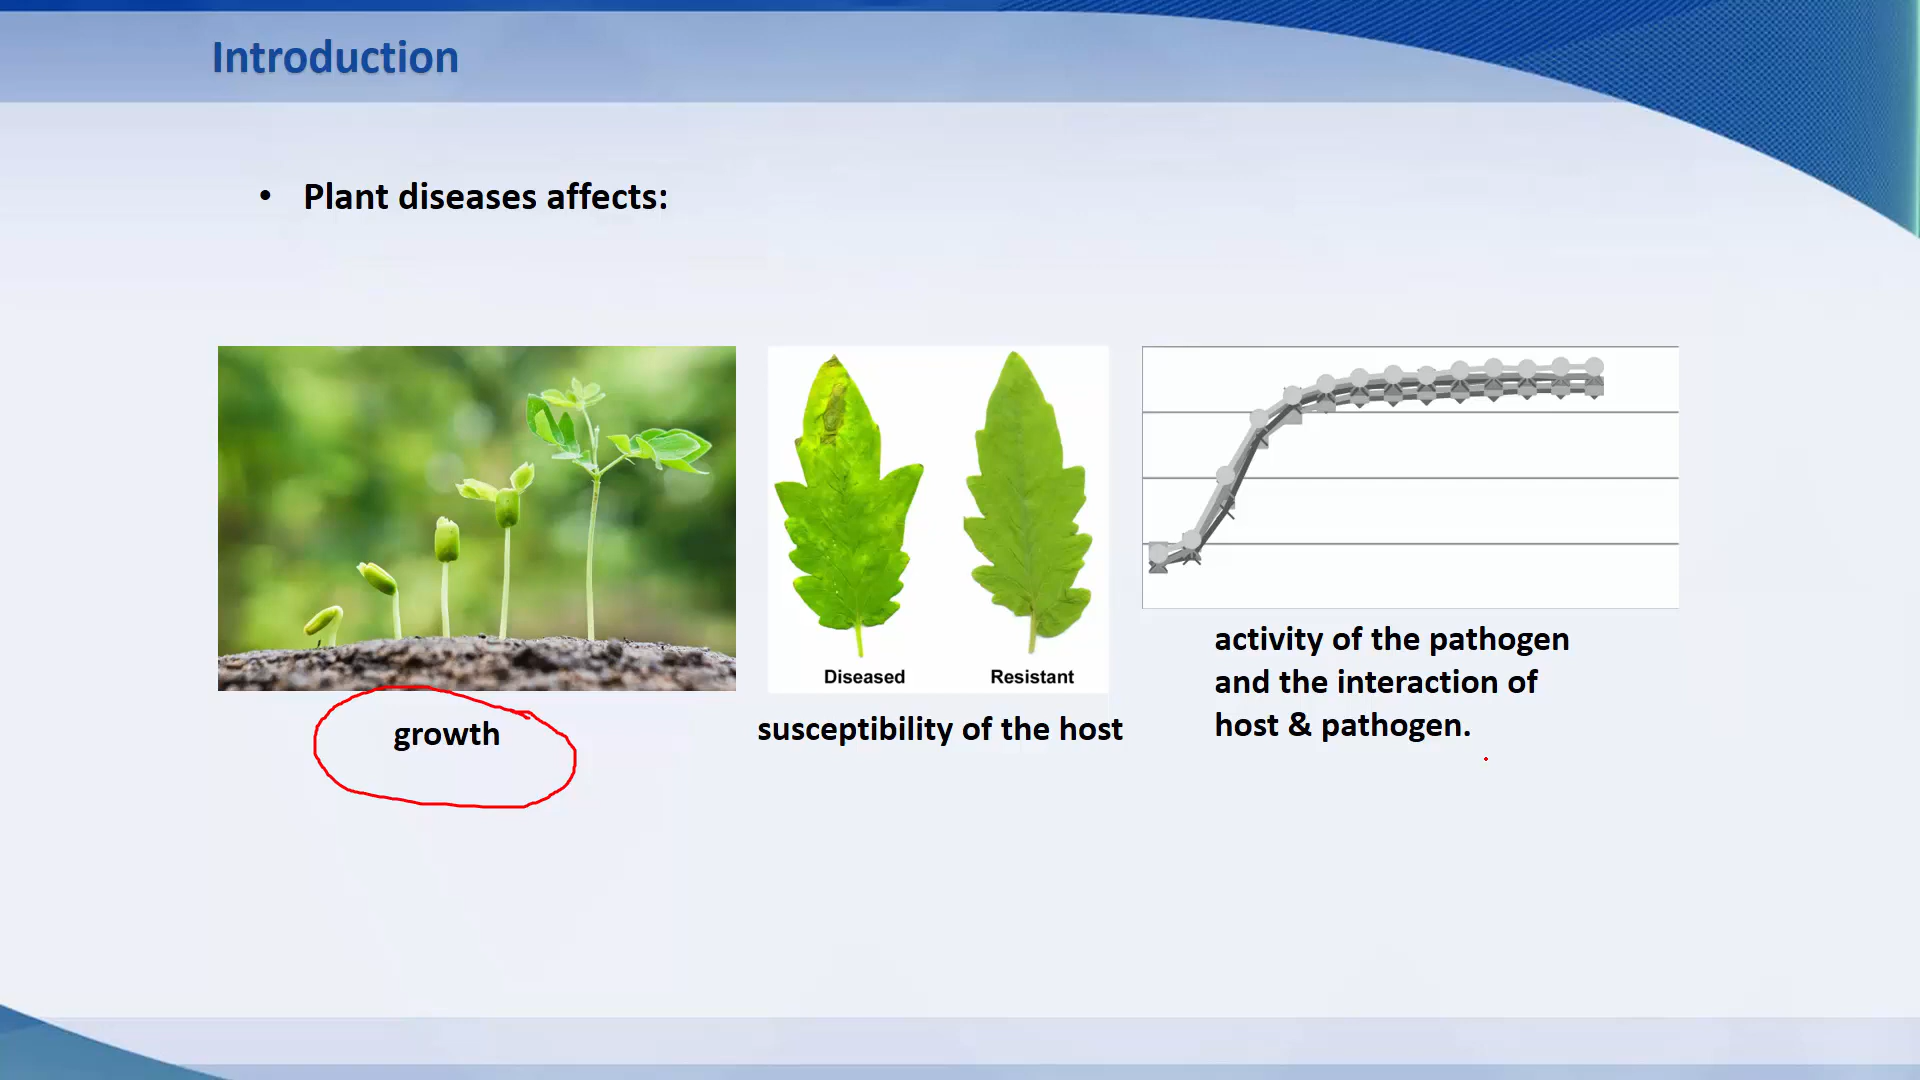 Introduction
• Plant diseases affects:
Diseased
Resistant
growth
susceptibility of the host
activity of the pathogen
and the interaction of
host & pathogen.